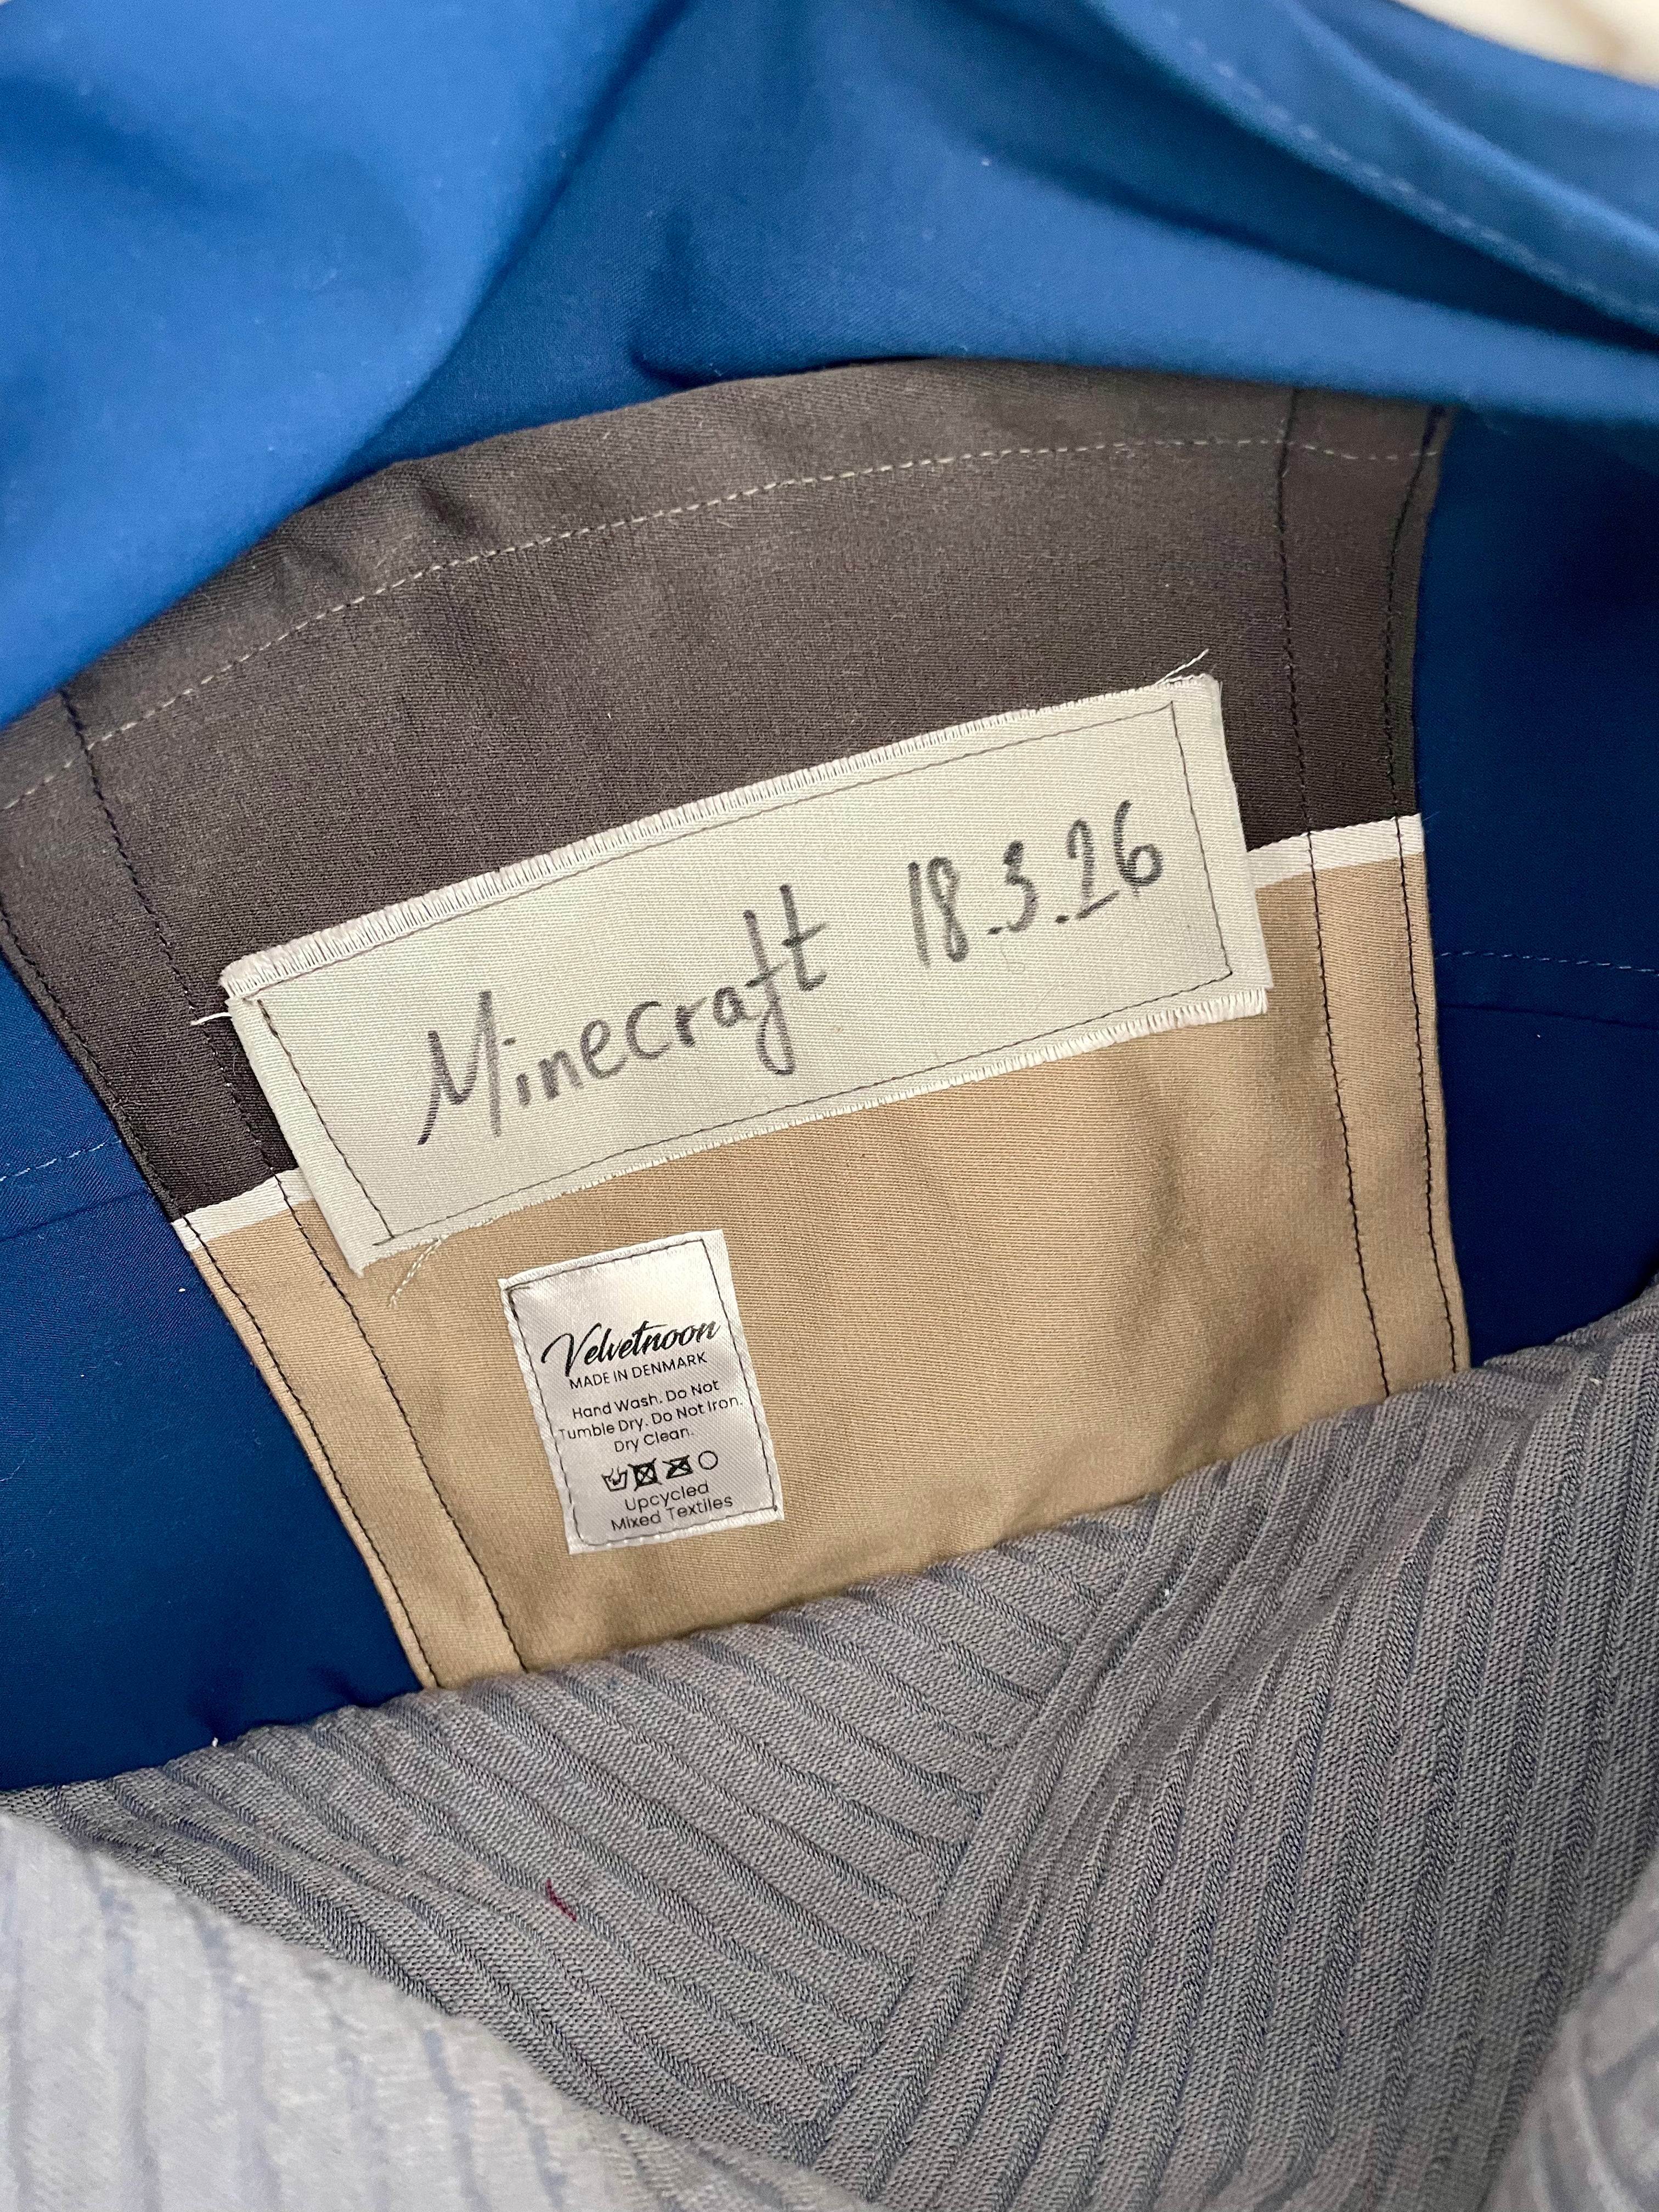 Minecraft 18.3.26
Velvetnoon
MADE IN DENMARK
Hand Wash. Do Not
Tumble Dry. Do Not Iron.
Dry Clean.
Upcycled
Mixed Textiles